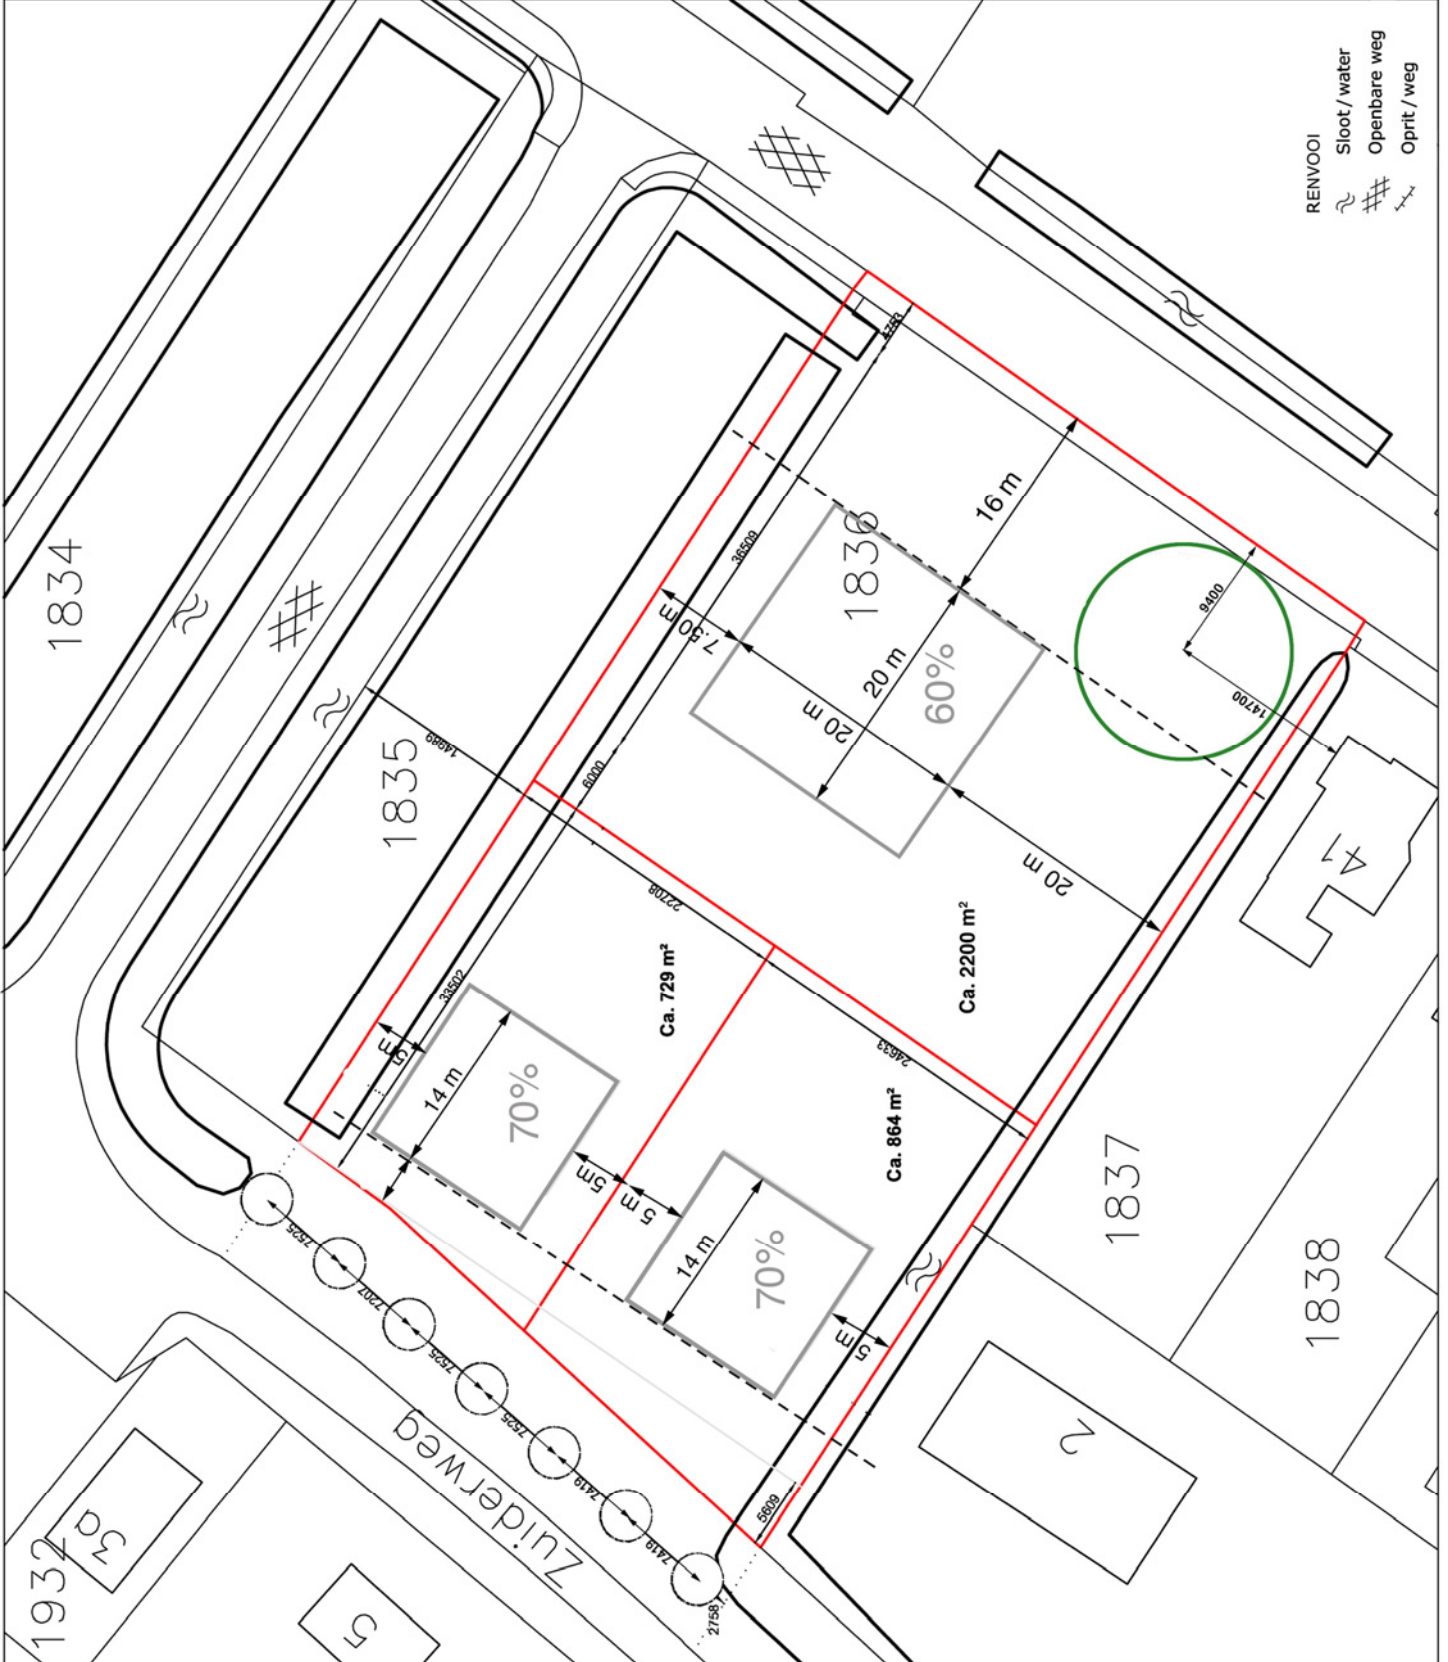 RENVOOI
Sloot / water
Openbare weg
Oprit / weg
1834
1835
1836
4753
36509
16 m
7.50 m
20 m
20 m
60%
9400
14700
14989
6000
41
20 m
22708
Ca. 729 m²
Ca. 2200 m²
33502
5m
14 m
70%
24633
Ca. 864 m²
5m
5 m
14 m
70%
5 m
1837
1838
7525
7207
7525
7525
7419
7419
Zuiderweg
5609
2758
2
3a
1932
5